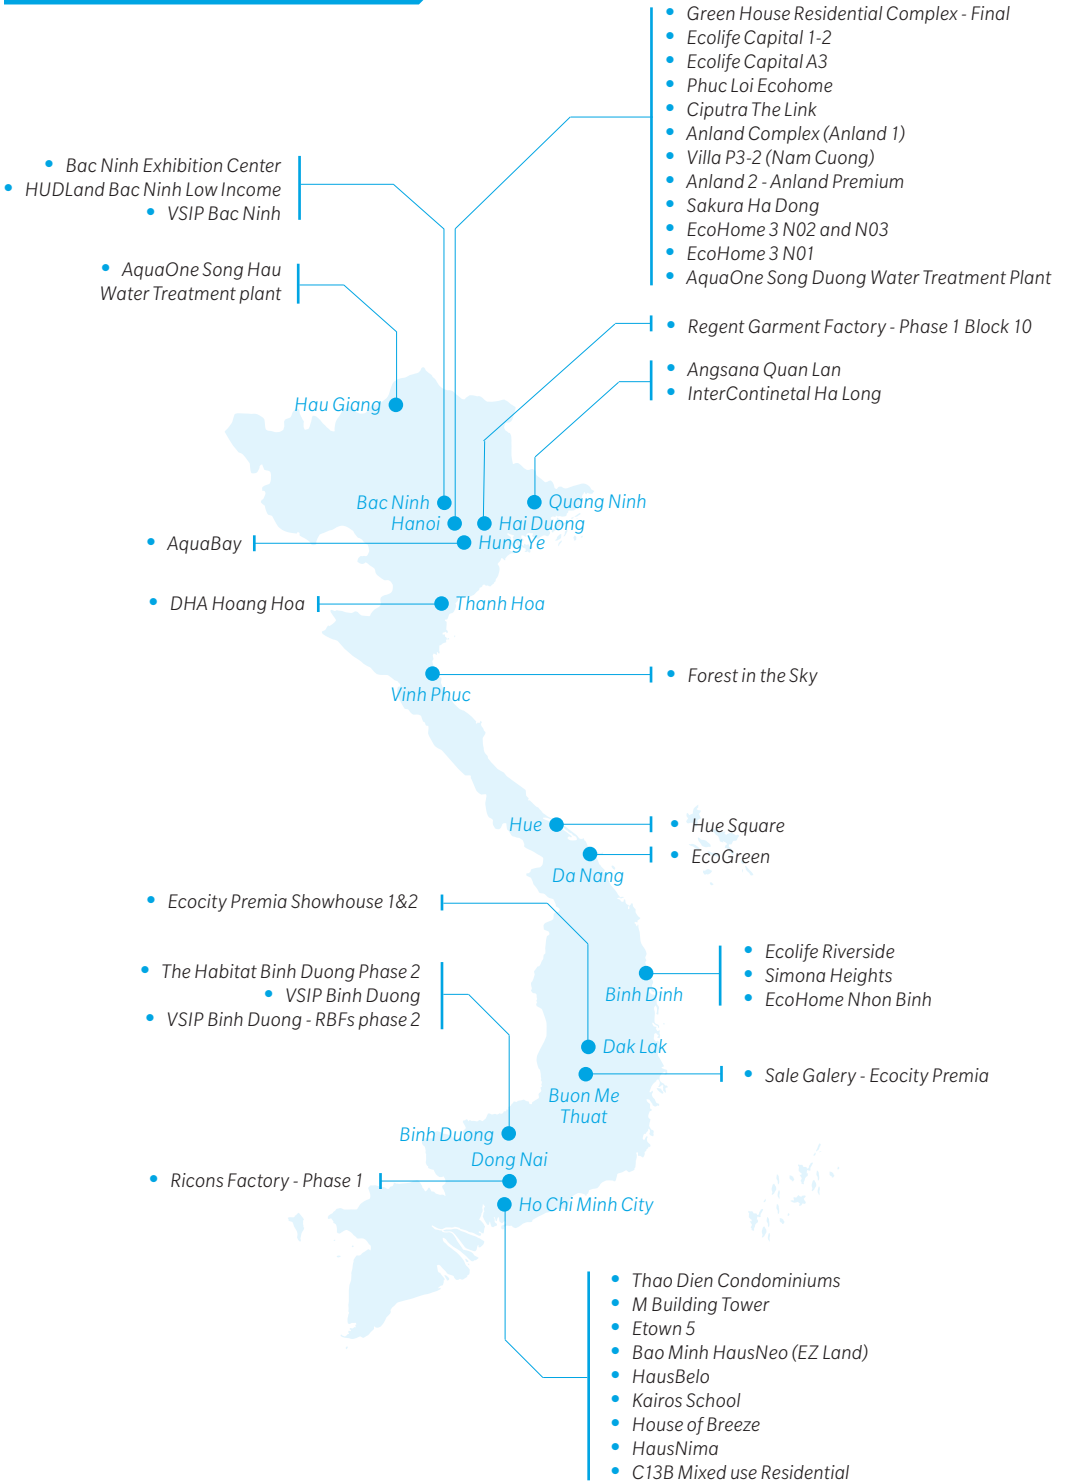 Green House Residential Complex - Final
Ecolife Capital 1-2
Ecolife Capital A3
Phuc Loi Ecohome
Ciputra The Link
Anland Complex (Anland 1)
Villa P3-2 (Nam Cuong)
Anland 2 - Anland Premium
Sakura Ha Dong
EcoHome 3 N02 and N03
EcoHome 3 N01
AquaOne Song Duong Water Treatment Plant
Bac Ninh Exhibition Center
HUDLand Bac Ninh Low Income
VSIP Bac Ninh
AquaOne Song Hau
Water Treatment plant
Regent Garment Factory - Phase 1 Block 10
Angsana Quan Lan
InterContinetal Ha Long
Hau Giang
Bac Ninh
Quang Ninh
Hanoi
Hai Duong
AquaBay
Hung Ye
DHA Hoang Hoa
Thanh Hoa
Forest in the Sky
Vinh Phuc
Hue
Hue Square
EcoGreen
Da Nang
Ecocity Premia Showhouse 1&2
The Habitat Binh Duong Phase 2
VSIP Binh Duong
VSIP Binh Duong - RBFs phase 2
Ecolife Riverside
Simona Heights
EcoHome Nhon Binh
Binh Dinh
Dak Lak
Sale Galery - Ecocity Premia
Buon Me
Thuat
Binh Duong
Dong Nai
Ricons Factory - Phase 1
Ho Chi Minh City
Thao Dien Condominiums
M Building Tower
Etown 5
Bao Minh HausNeo (EZ Land)
HausBelo
Kairos School
House of Breeze
HausNima
C13B Mixed use Residential